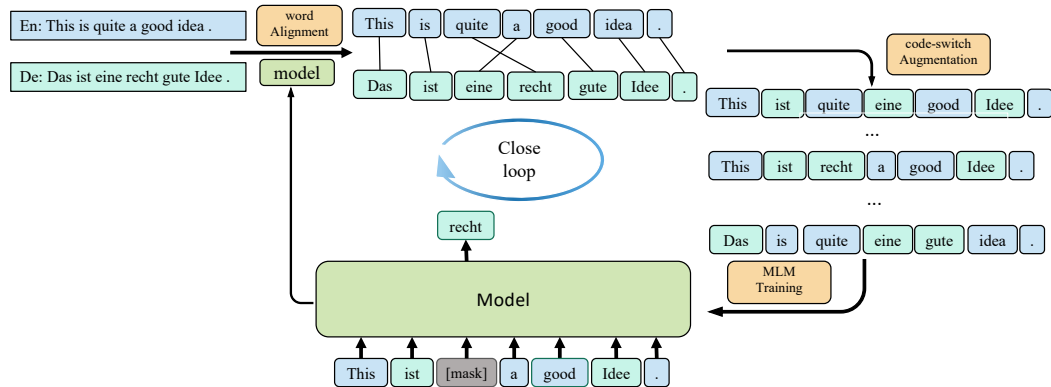 En: This is quite a good idea .
De: Das ist eine recht gute Idee .
word
Alignment
model
This is quite a good idea .
Das ist eine recht gute Idee .
code-switch
Augmentation
This ist quite eine good Idee .
...
This ist recht a good Idee .
...
Das is quite eine gute idea .
MLM
Training
Close
loop
recht
Model
This ist [mask] a good Idee .